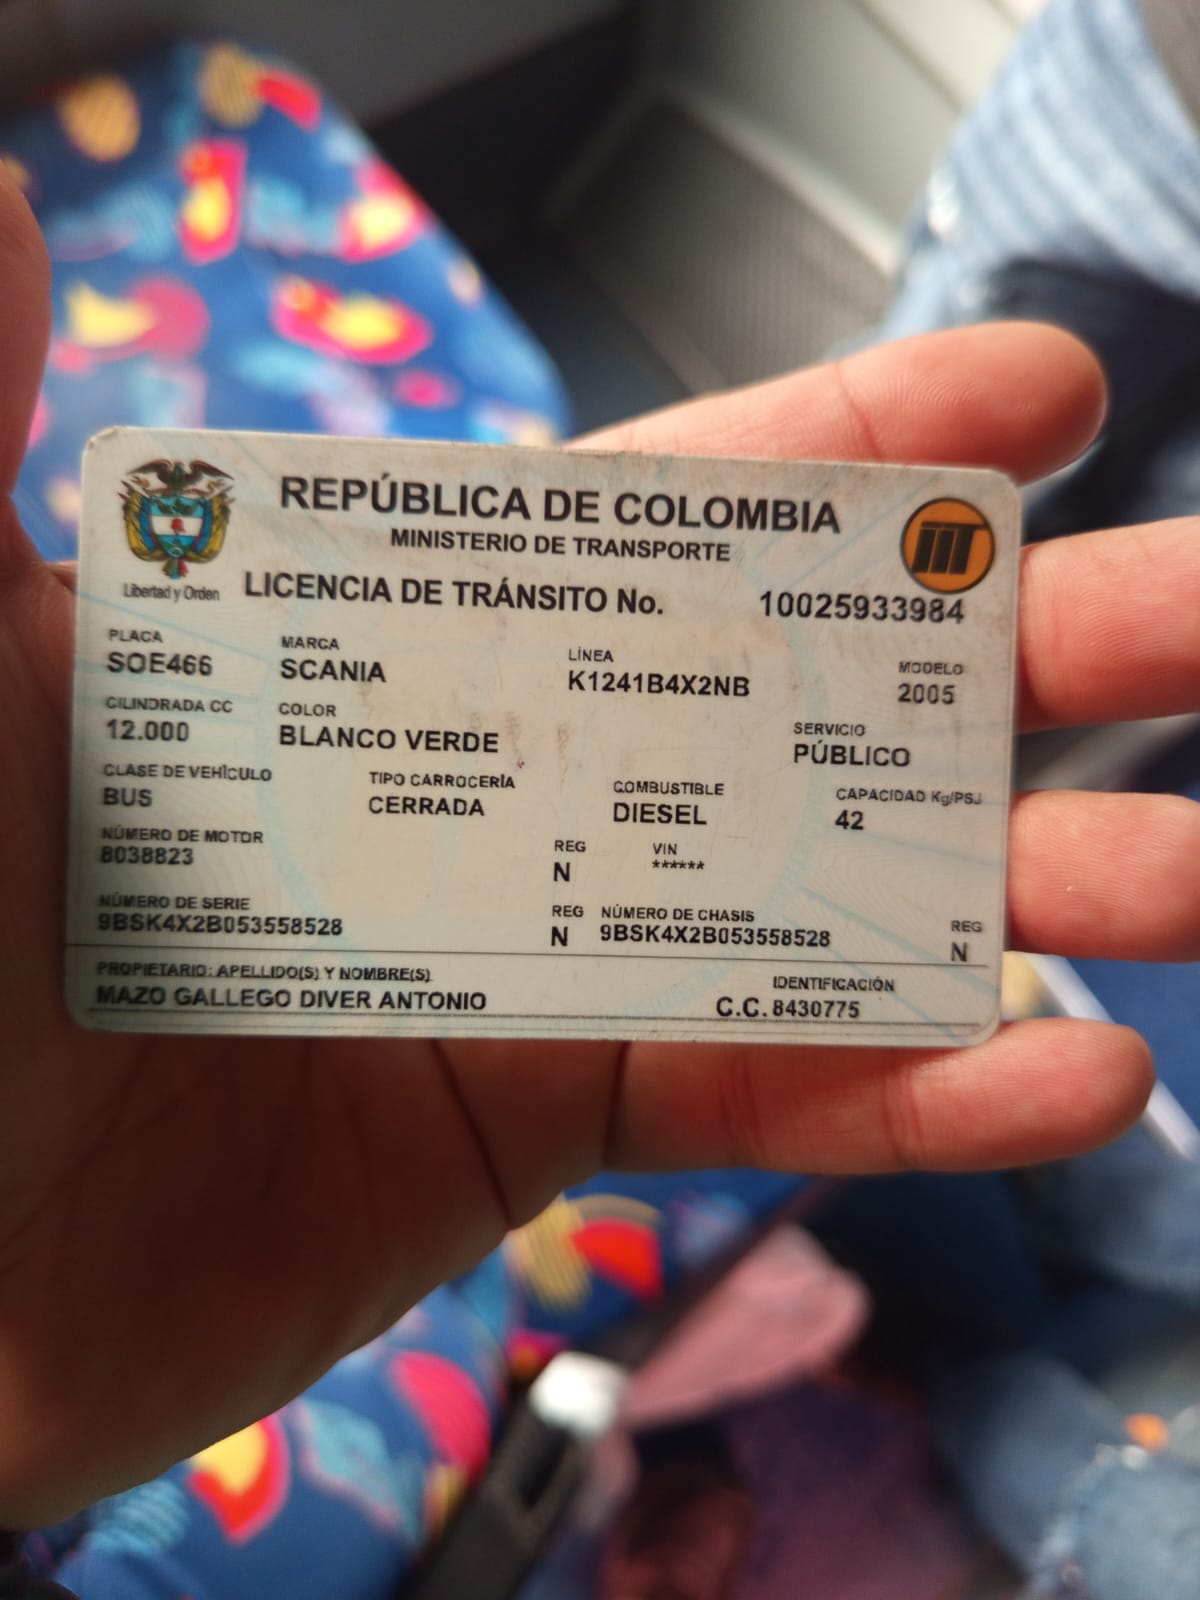 REPÚBLICA DE COLOMBIA
MINISTERIO DE TRANSPORTE
Libertad y Orden
LICENCIA DE TRÁNSITO No. 10025933984
PLACA MARCA LÍNEA MODELO
SOE466 SCANIA K1241B4X2NB 2005
CILINDRADA CC COLOR SERVICIO
12.000 BLANCO VERDE PÚBLICO
CLASE DE VEHÍCULO TIPO CARROCERÍA COMBUSTIBLE CAPACIDAD Kg/PSJ
BUS CERRADA DIESEL 42
NÚMERO DE MOTOR REG VIN
8038823 N ******
NÚMERO DE SERIE REG NÚMERO DE CHASIS REG
9BSK4X2B053558528 N 9BSK4X2B053558528 N
PROPIETARIO: APELLIDO(S) Y NOMBRE(S) IDENTIFICACIÓN
MAZO GALLEGO DIVER ANTONIO C.C. 8430775